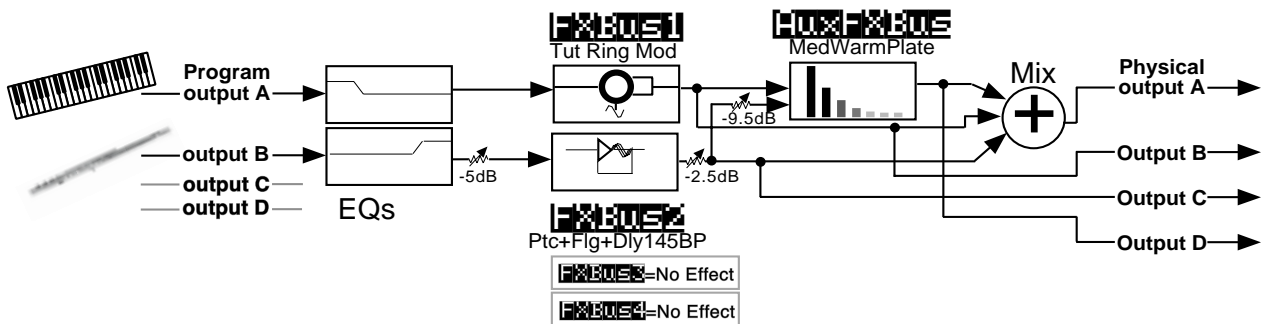 FXBUS1
Tut Ring Mod
AuxFXBUS
MedWarmPlate
Program
output A
-9.5dB
Mix
Physical
output A
output B
-5dB
-2.5dB
Output B
output C
output D
EQs
Output C
FXBUS2
Ptc+Flg+Dly145BP
Output D
FXBUS3=No Effect
FXBUS4=No Effect